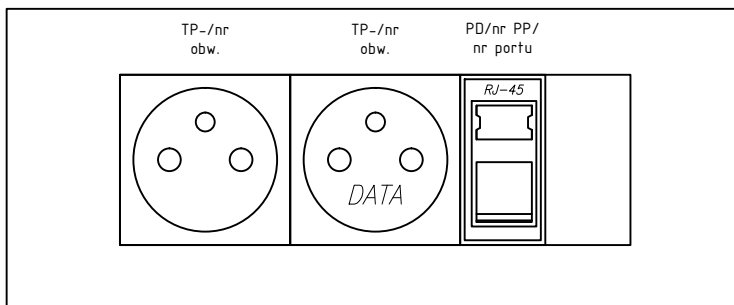 TP-/nr
obw.
TP-/nr
obw.
PD/nr PP/
nr portu
RJ-45
DATA